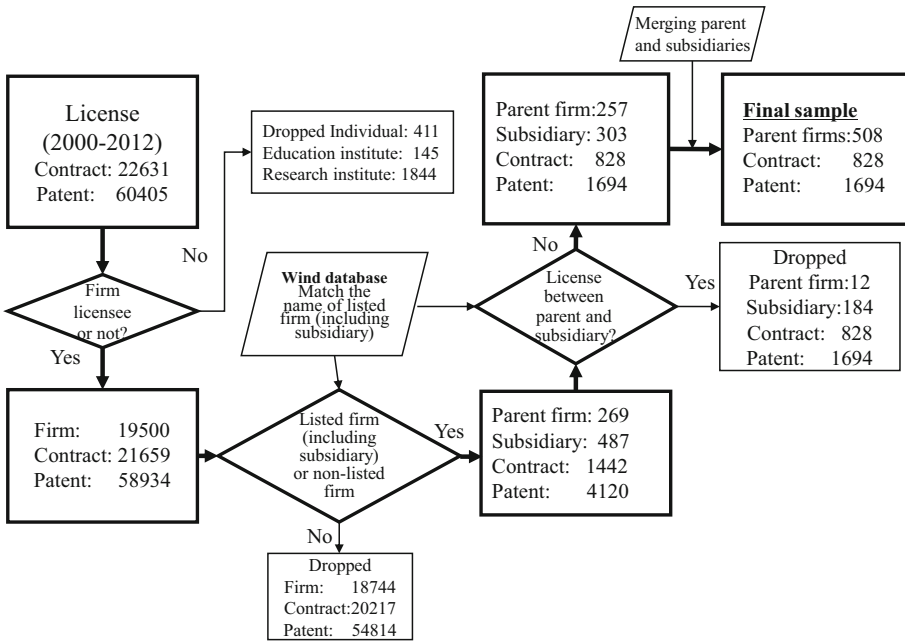 Merging parent
and subsidiaries
License
(2000-2012)
Contract: 22631
Patent: 60405
Dropped Individual: 411
Education institute: 145
Research institute: 1844
Parent firm:257
Subsidiary: 303
Contract: 828
Patent: 1694
Final sample
Parent firms:508
Contract: 828
Patent: 1694
No
Firm
licensee
or not?
Yes
Wind database
Match the
name of listed
firm (including
subsidiary)
No
License
between
parent and
subsidiary?
Yes
Dropped
Parent firm:12
Subsidiary:184
Contract: 828
Patent: 1694
Firm: 19500
Contract: 21659
Patent: 58934
Listed firm
(including
subsidiary)
or non-listed
firm
Yes
Parent firm: 269
Subsidiary: 487
Contract: 1442
Patent: 4120
No
Dropped
Firm: 18744
Contract:20217
Patent: 54814